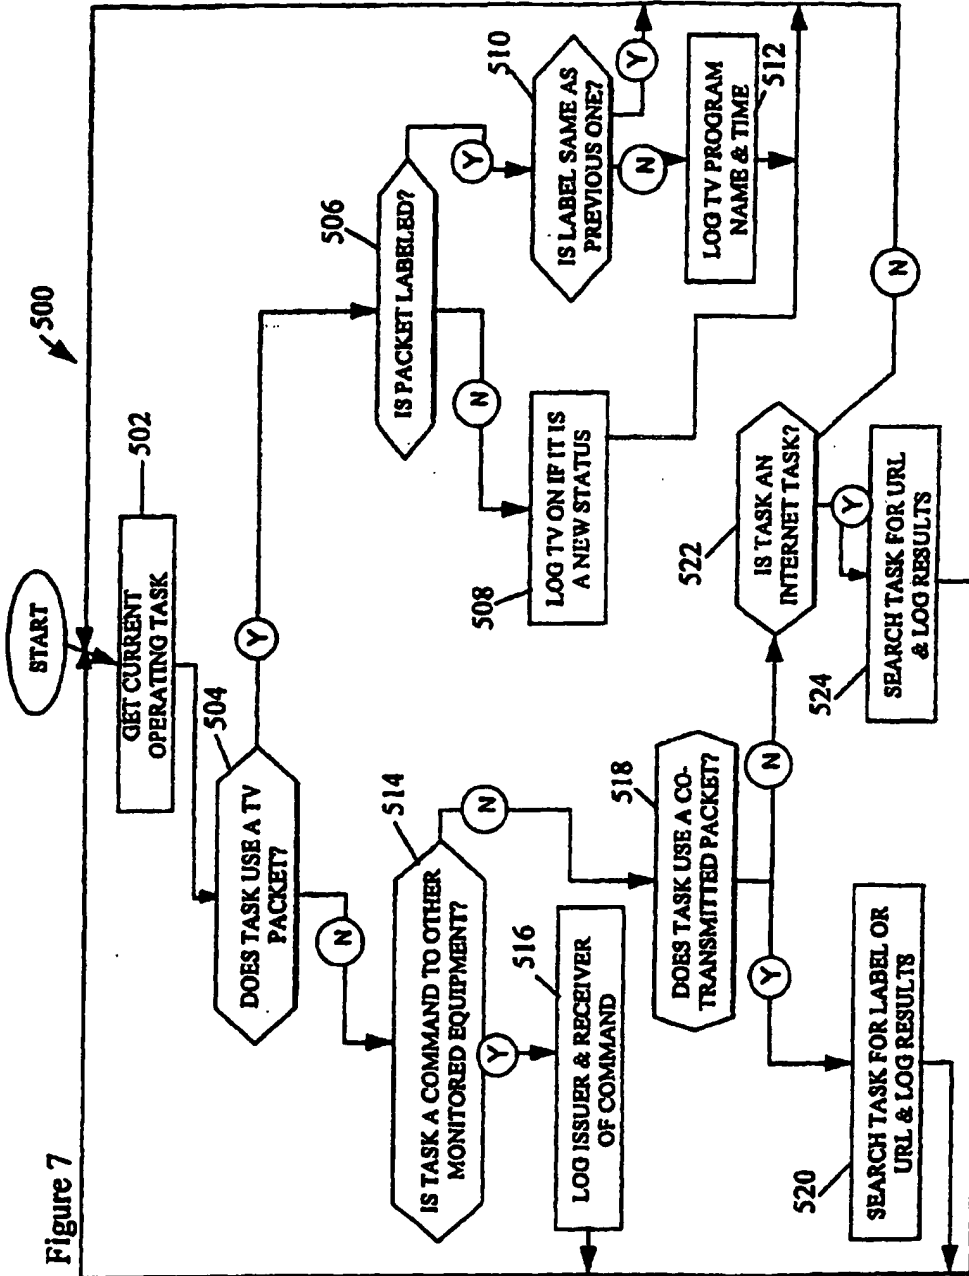 Figure 7
500
START
GET CURRENT
OPERATING TASK
502
504
DOES TASK USE A TV
PACKET?
Y
N
506
IS PACKET LABELED?
Y
N
510
IS LABEL SAME AS
PREVIOUS ONE?
Y
N
LOG TV PROGRAM
NAME & TIME
512
LOG TV ON IF IT IS
A NEW STATUS
508
514
IS TASK A COMMAND TO OTHER
MONITORED EQUIPMENT?
N
Y
516
LOG ISSUER & RECEIVER
OF COMMAND
518
DOES TASK USE A CO-
TRANSMITTED PACKET?
Y
N
520
SEARCH TASK FOR LABEL OR
URL & LOG RESULTS
522
IS TASK AN
INTERNET TASK?
N
Y
524
SEARCH TASK FOR URL
& LOG RESULTS